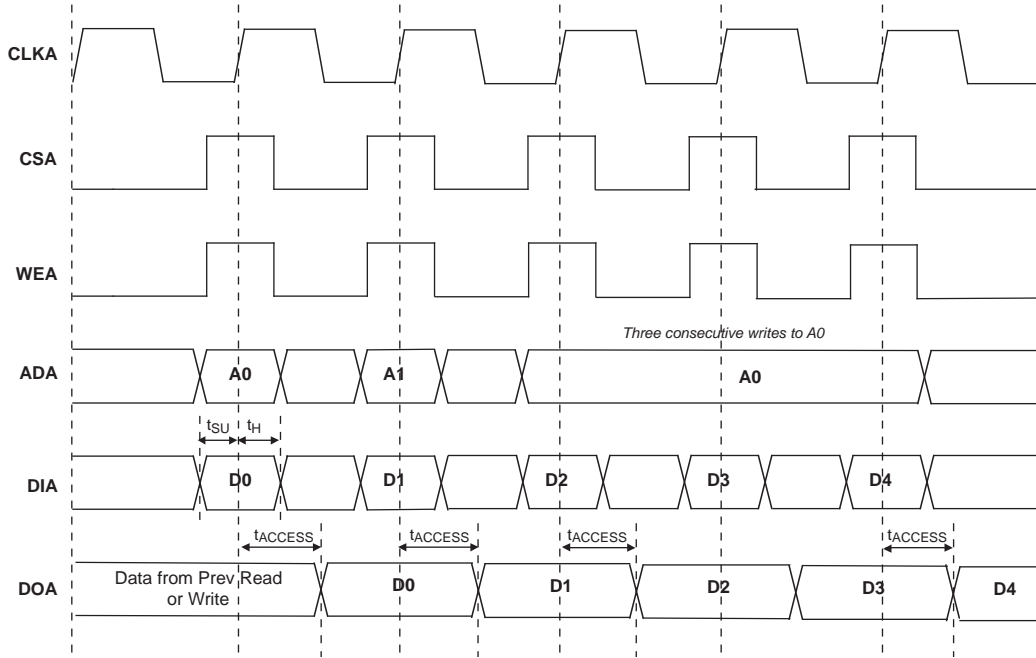 CLKA
CSA
WEA
Three consecutive writes to A0
ADA
A0
A1
A0
tSU
tH
DIA
D0
D1
D2
D3
D4
tACCESS
tACCESS
tACCESS
tACCESS
DOA
Data from Prev Read
or Write
D0
D1
D2
D3
D4